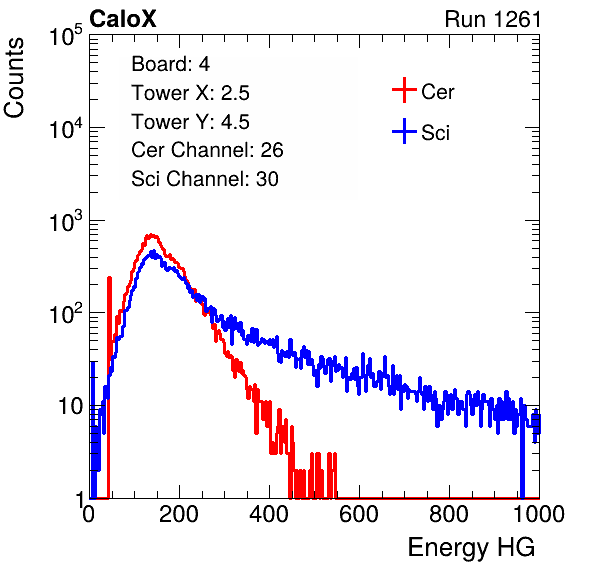 CaloX Run 1261
Counts
10^5
10^4
10^3
10^2
10
1
Board: 4
Tower X: 2.5
Tower Y: 4.5
Cer Channel: 26
Sci Channel: 30
Cer
Sci
0 200 400 600 800 1000
Energy HG